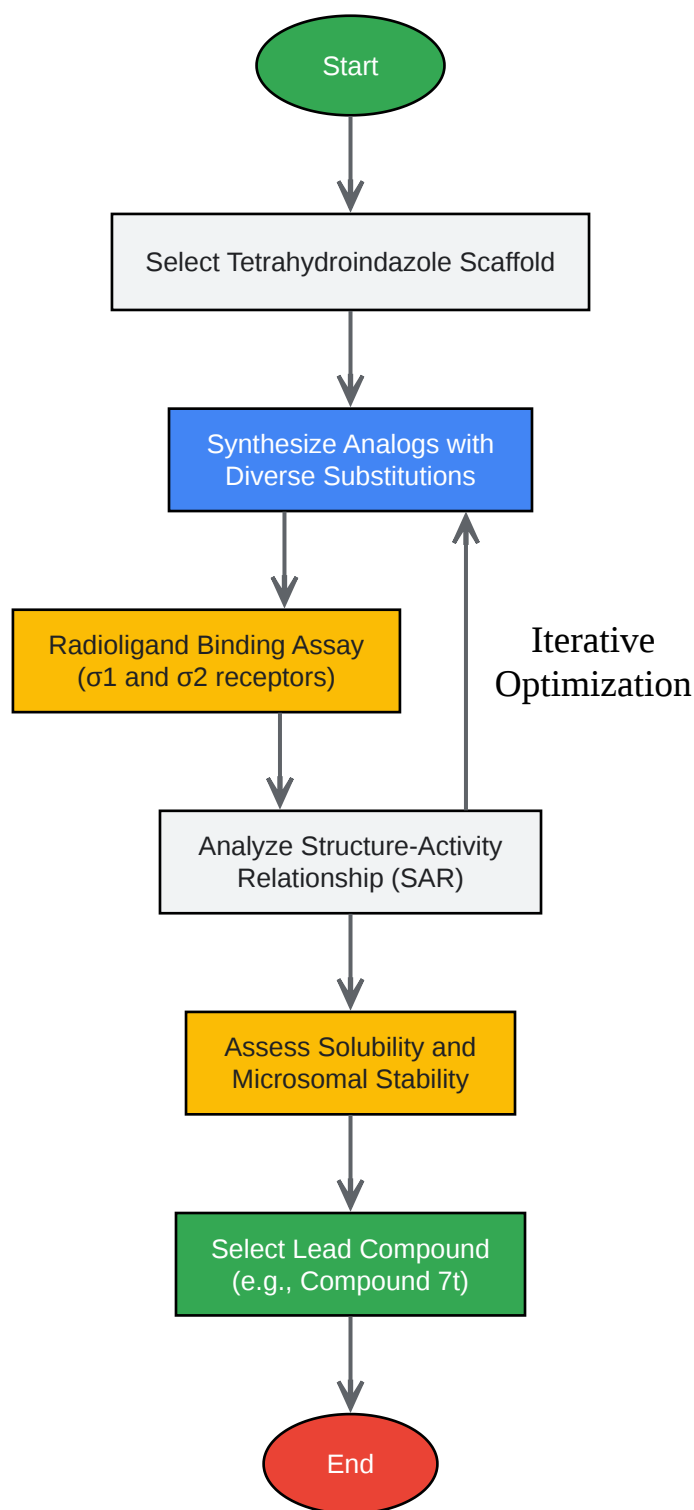 Start
Select Tetrahydroindazole Scaffold
Synthesize Analogs with
Diverse Substitutions
Radioligand Binding Assay
(σ1 and σ2 receptors)
Iterative
Optimization
Analyze Structure-Activity
Relationship (SAR)
Assess Solubility and
Microsomal Stability
Select Lead Compound
(e.g., Compound 7t)
End